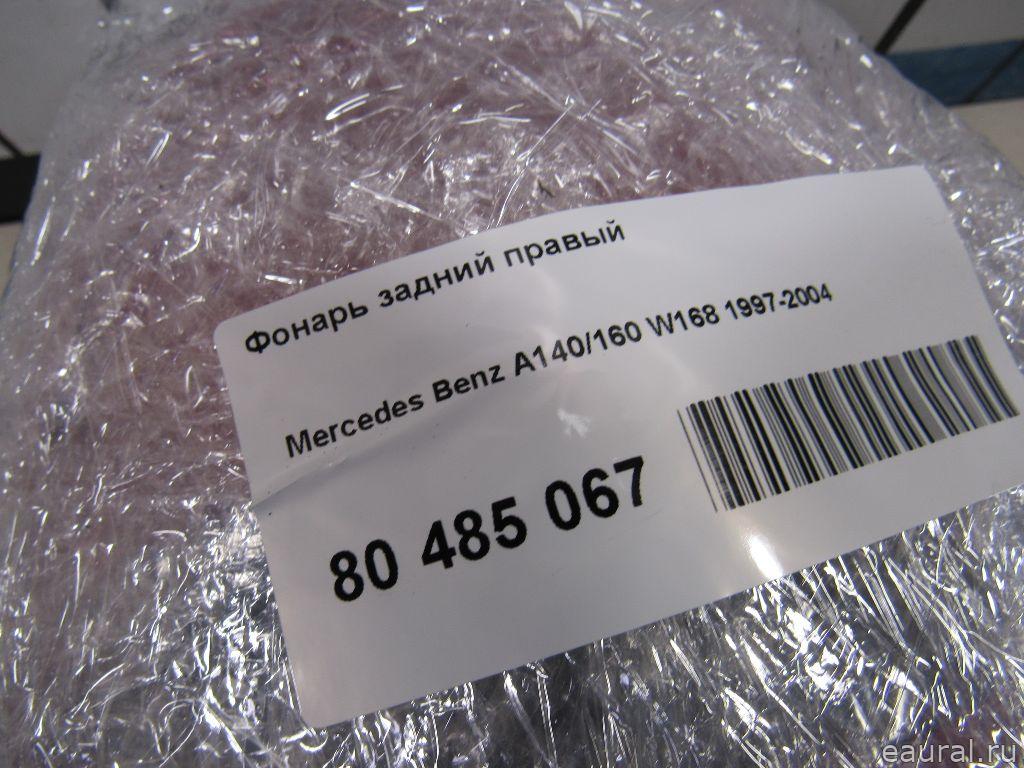 Фонарь задний правый
Mercedes Benz A140/160 W168 1997-2004
80 485 067
eaural.ru